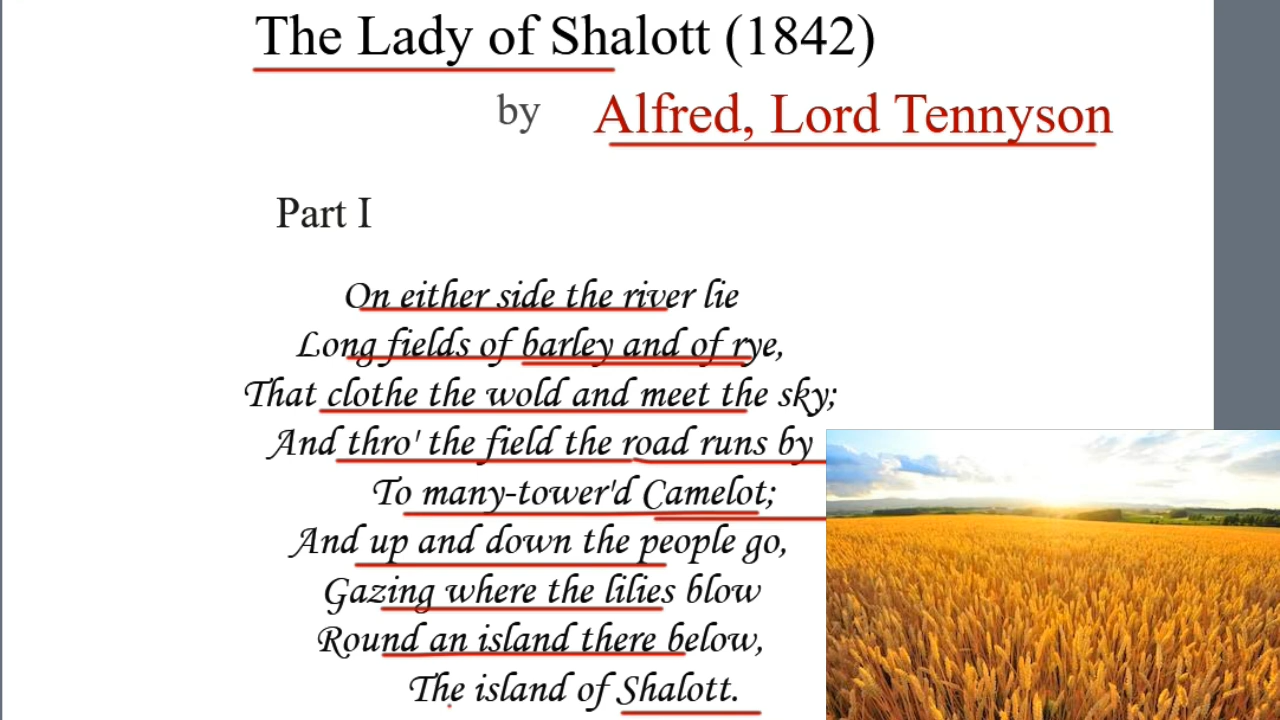 The Lady of Shalott (1842)
by Alfred, Lord Tennyson
Part I
On either side the river lie
Long fields of barley and of rye,
That clothe the wold and meet the sky;
And thro' the field the road runs by
To many-tower'd Camelot;
And up and down the people go,
Gazing where the lilies blow
Round an island there below,
The island of Shalott.